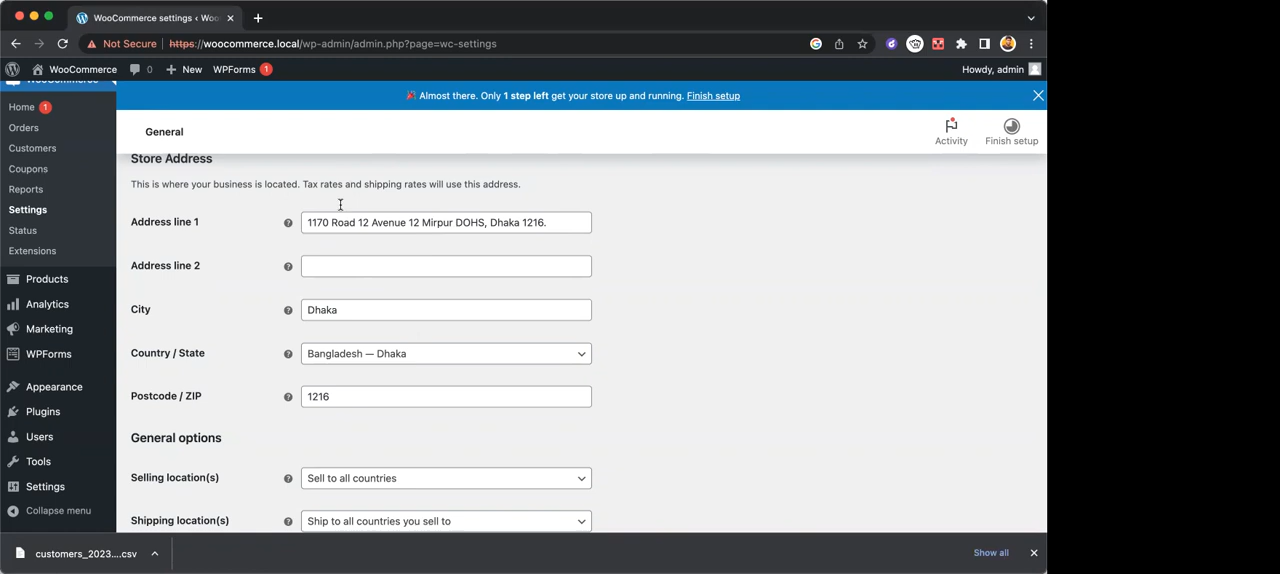 WooCommerce settings ‹ Woo
Not Secure https://woocommerce.local/wp-admin/admin.php?page=wc-settings
WooCommerce 0 New WPForms 1 Howdy, admin
WooCommerce
Almost there. Only 1 step left get your store up and running. Finish setup
Home 1
Orders
Customers
Coupons
Reports
Settings
Status
Extensions
Products
Analytics
Marketing
WPForms
Appearance
Plugins
Users
Tools
Settings
Collapse menu
General
Activity
Finish setup
Store Address
This is where your business is located. Tax rates and shipping rates will use this address.
Address line 1 1170 Road 12 Avenue 12 Mirpur DOHS, Dhaka 1216.
Address line 2
City Dhaka
Country / State Bangladesh — Dhaka
Postcode / ZIP 1216
General options
Selling location(s) Sell to all countries
Shipping location(s) Ship to all countries you sell to
customers_2023....csv
Show all